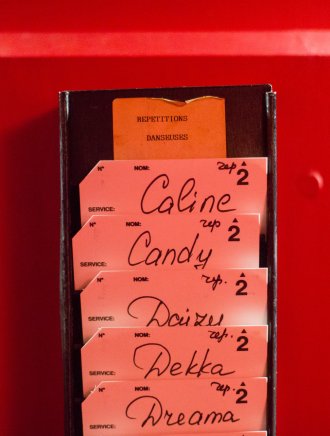 REPETITIONS
DANSEUSES
N° NOM: rep ▲ 2
Caline
SERVICE:
N° NOM: rep ▲ 2
Candy
SERVICE:
N° NOM: rep. ▲ 2
Daizy
SERVICE:
N° NOM: rep. ▲ 2
Dekka
SERVICE:
N° NOM: rep. ▲ 2
Dreama
SERVICE: